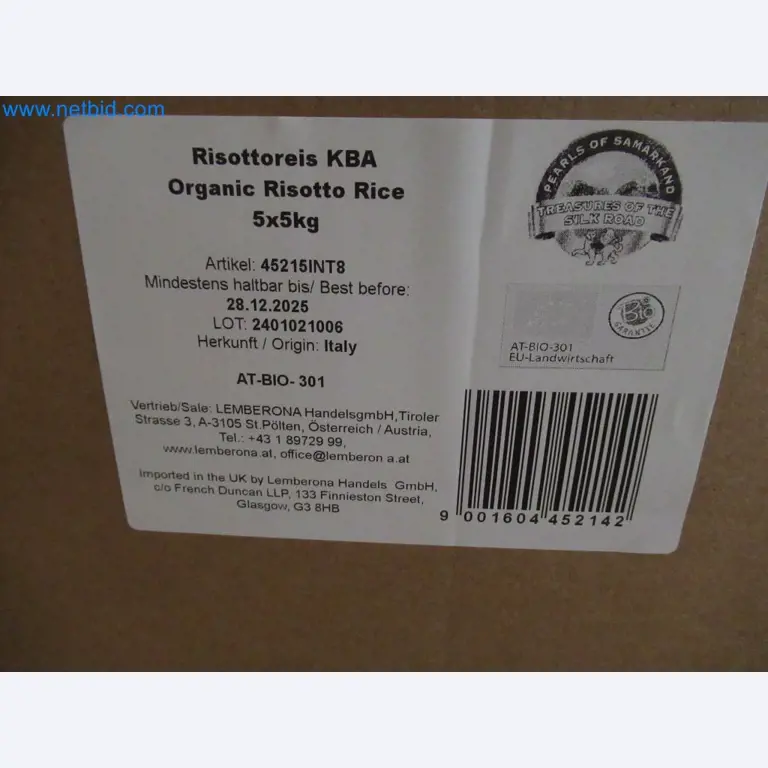 www.netbid.com
Risottoreis KBA
Organic Risotto Rice
5x5kg
Artikel: 45215INT8
Mindestens haltbar bis/ Best before:
28.12.2025
LOT: 2401021006
Herkunft / Origin: Italy
AT-BIO- 301
Vertrieb/Sale: LEMBERONA HandelsgmbH,Tiroler
Strasse 3, A-3105 St.Pölten, Österreich / Austria,
Tel.: +43 1 89729 99,
www.lemberona.at, office@lemberon a.at
Imported in the UK by Lemberona Handels GmbH,
c/o French Duncan LLP, 133 Finnieston Street,
Glasgow, G3 8HB
PEARLS OF SAMARKAND
TREASURES OF THE
SILK ROAD
Bio
GARANTIE
AT-BIO-301
EU-Landwirtschaft
9 001604 452142